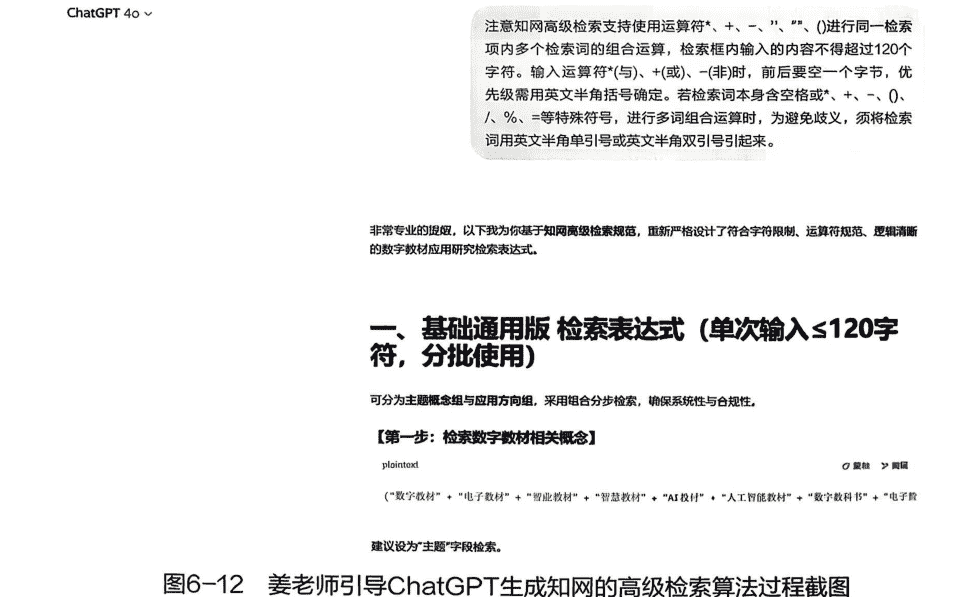 ChatGPT 4o
注意知网高级检索支持使用运算符*、+、-、''、""、()进行同一检索
项内多个检索词的组合运算，检索框内输入的内容不得超过120个
字符。输入运算符*(与)、+(或)、-(非)时，前后要空一个字节，优
先级需用英文半角括号确定。若检索词本身含空格或*、+、-、()、
/、%、=等特殊符号，进行多词组合运算时，为避免歧义，须将检索
词用英文半角单引号或英文半角双引号引起来。
非常专业的提醒，以下我为你基于知网高级检索规范，重新严格设计了符合字符限制、运算符规范、逻辑清晰
的数字教材应用研究检索表达式。
一、基础通用版 检索表达式（单次输入≤120字
符，分批使用）
可分为主题概念组与应用方向组，采用组合分步检索，确保系统性与合规性。
【第一步：检索数字教材相关概念】
plaintext
("数字教材" + "电子教材" + "教材" + "智慧教材" + "AI + "人工智能教材" + "数字教科书" + "电子
建议设为"主题"字段检索。
图6-12 姜老师引导ChatGPT生成知网的高级检索算法过程截图